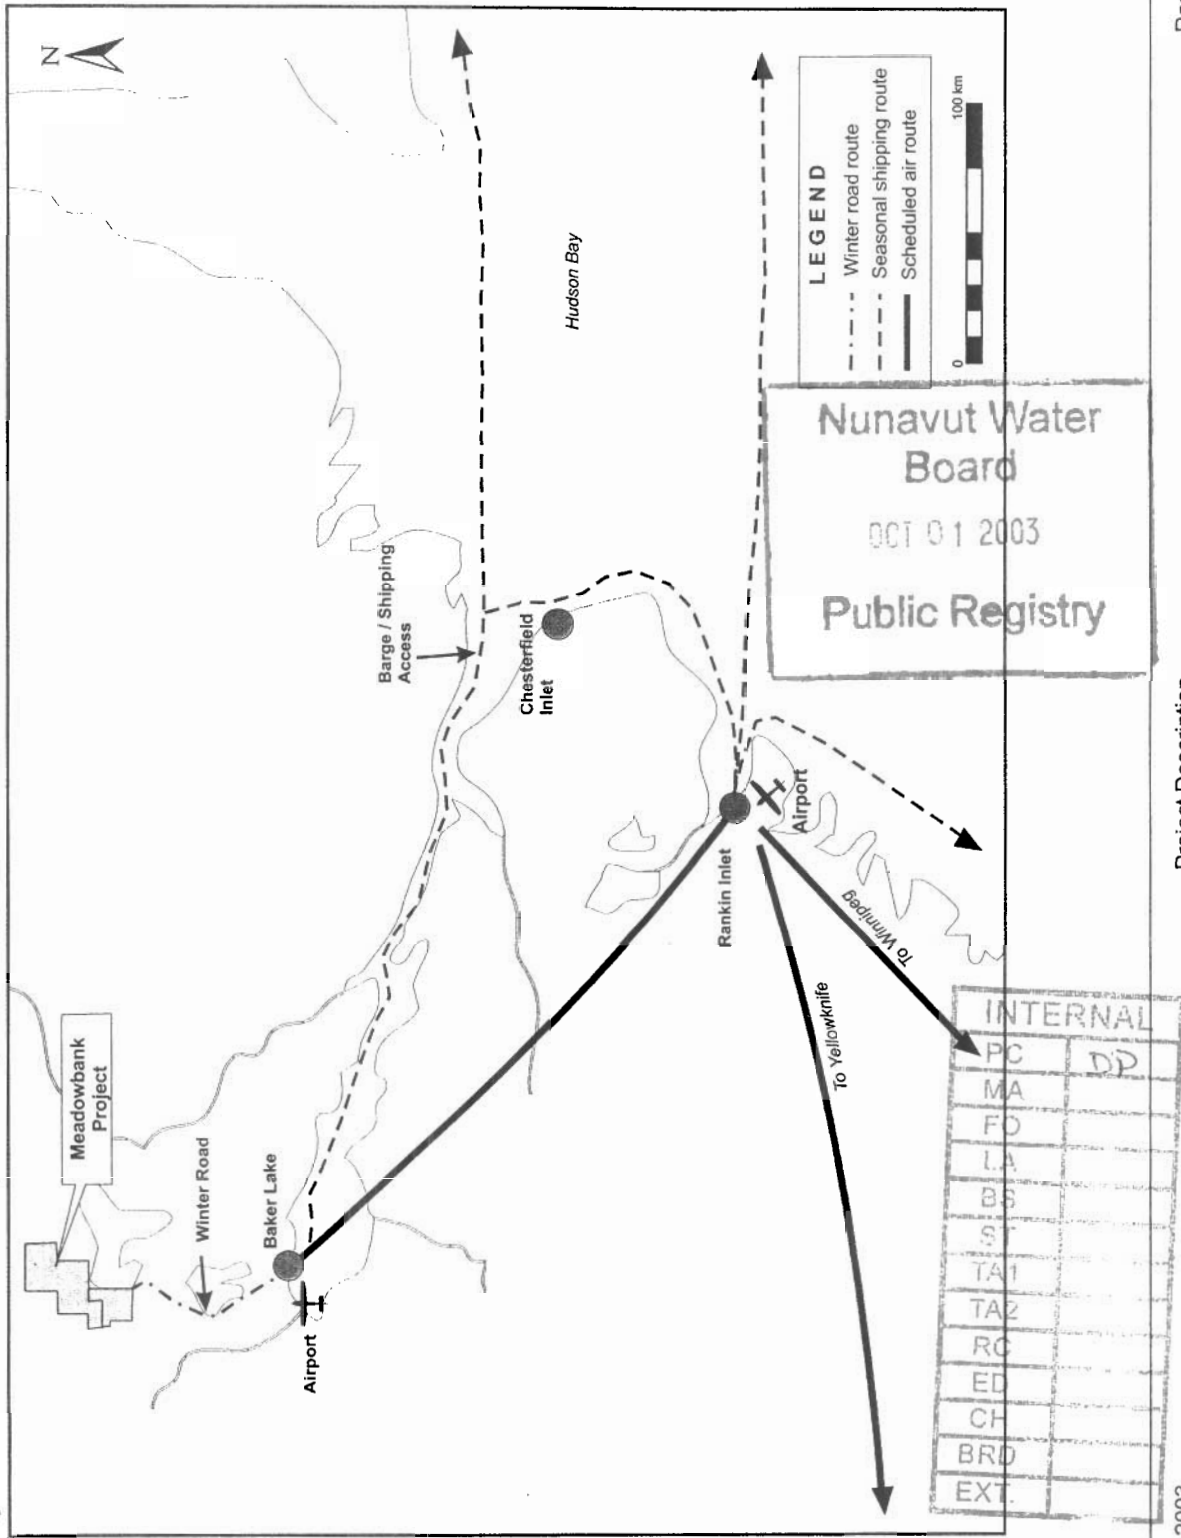 N
Meadowbank
Project
Winter Road
Baker Lake
Airport
Barge / Shipping
Access
Chesterfield
Inlet
Hudson Bay
Rankin Inlet
Airport
To Yellowknife
To Winnipeg
LEGEND
Winter road route
Seasonal shipping route
Scheduled air route
0
100 km
Nunavut Water
Board
OCT 01 2003
Public Registry
INTERNAL
PC DP
MA
FO
LA
BS
ST
TA1
TA2
RC
ED
CH
BRD
EXT.
Project Description